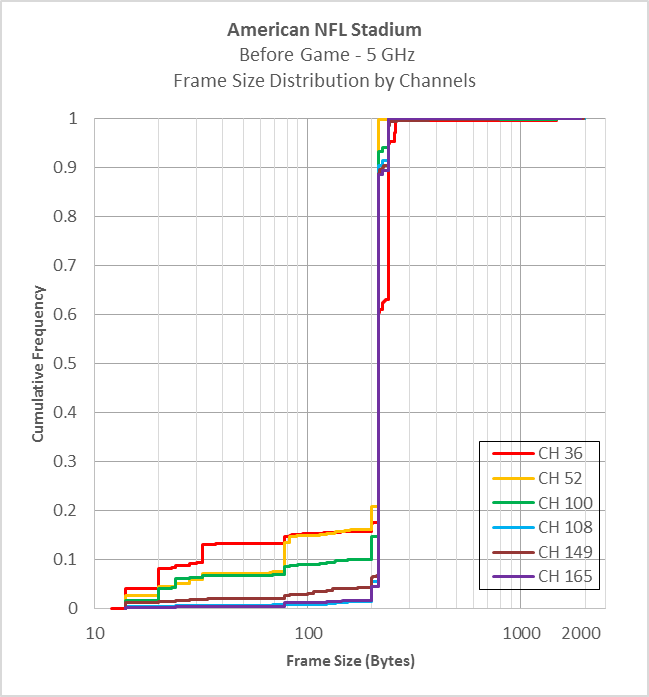 American NFL Stadium
Before Game - 5 GHz
Frame Size Distribution by Channels
1
0.9
0.8
0.7
0.6
0.5
0.4
0.3
0.2
0.1
0
Cumulative Frequency
CH 36
CH 52
CH 100
CH 108
CH 149
CH 165
10
100
1000
2000
Frame Size (Bytes)